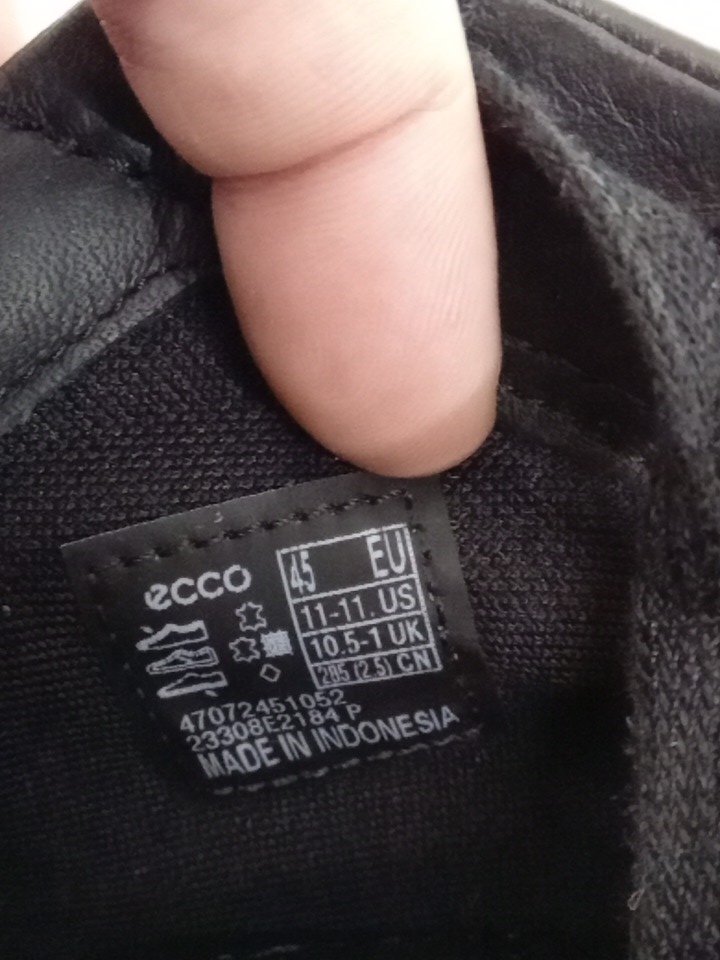 ecco
45 EU
11-11. US
10.5-1 UK
285 (2.5) CN
47072451052
23308E2184 P
MADE IN INDONESIA